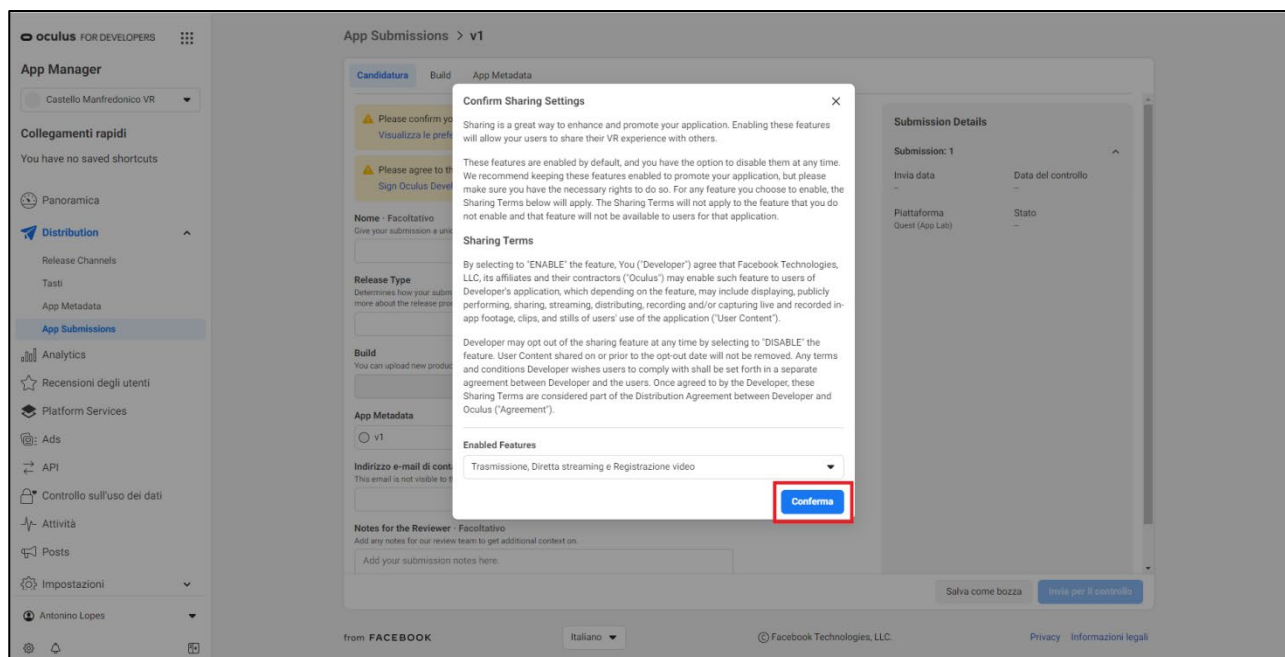 oculus FOR DEVELOPERS
App Manager
Castello Manfredonico VR
Collegamenti rapidi
You have no saved shortcuts
Panoramica
Distribution
Release Channels
Tasti
App Metadata
App Submissions
Analytics
Recensioni degli utenti
Platform Services
Ads
API
Controllo sull'uso dei dati
Attività
Posts
Impostazioni
Antonino Lopes
App Submissions > v1
Candidatura Build App Metadata
Please confirm yo
Visualizza le prefe
Please agree to th
Sign Oculus Devel
Nome · Facoltativo
Give your submission a uni
Release Type
Determines how your subm
more about the release pro
Build
You can upload new produc
App Metadata
v1
Indirizzo e-mail di cont
This email is not visible to t
Notes for the Reviewer · Facoltativo
Add any notes for our review team to get additional context on.
Add your submission notes here.
Confirm Sharing Settings
Sharing is a great way to enhance and promote your application. Enabling these features
will allow your users to share their VR experience with others.
These features are enabled by default, and you have the option to disable them at any time.
We recommend keeping these features enabled to promote your application, but please
make sure you have the necessary rights to do so. For any feature you choose to enable, the
Sharing Terms below will apply. The Sharing Terms will not apply to the feature that you do
not enable and that feature will not be available to users for that application.
Sharing Terms
By selecting to "ENABLE" the feature, You ("Developer") agree that Facebook Technologies,
LLC, its affiliates and their contractors ("Oculus") may enable such feature to users of
Developer's application, which depending on the feature, may include displaying, publicly
performing, sharing, streaming, distributing, recording and/or capturing live and recorded in-
app footage, clips, and stills of users' use of the application ("User Content").
Developer may opt out of the sharing feature at any time by selecting to "DISABLE" the
feature. User Content shared on or prior to the opt-out date will not be removed. Any terms
and conditions Developer wishes users to comply with shall be set forth in a separate
agreement between Developer and the users. Once agreed to by the Developer, these
Sharing Terms are considered part of the Distribution Agreement between Developer and
Oculus ("Agreement").
Enabled Features
Trasmissione, Diretta streaming e Registrazione video
Conferma
Submission Details
Submission: 1
Invia data Data del controllo
– –
Piattaforma Stato
Quest (App Lab) –
Salva come bozza Invio per il controllo
from FACEBOOK Italiano © Facebook Technologies, LLC. Privacy Informazioni legali